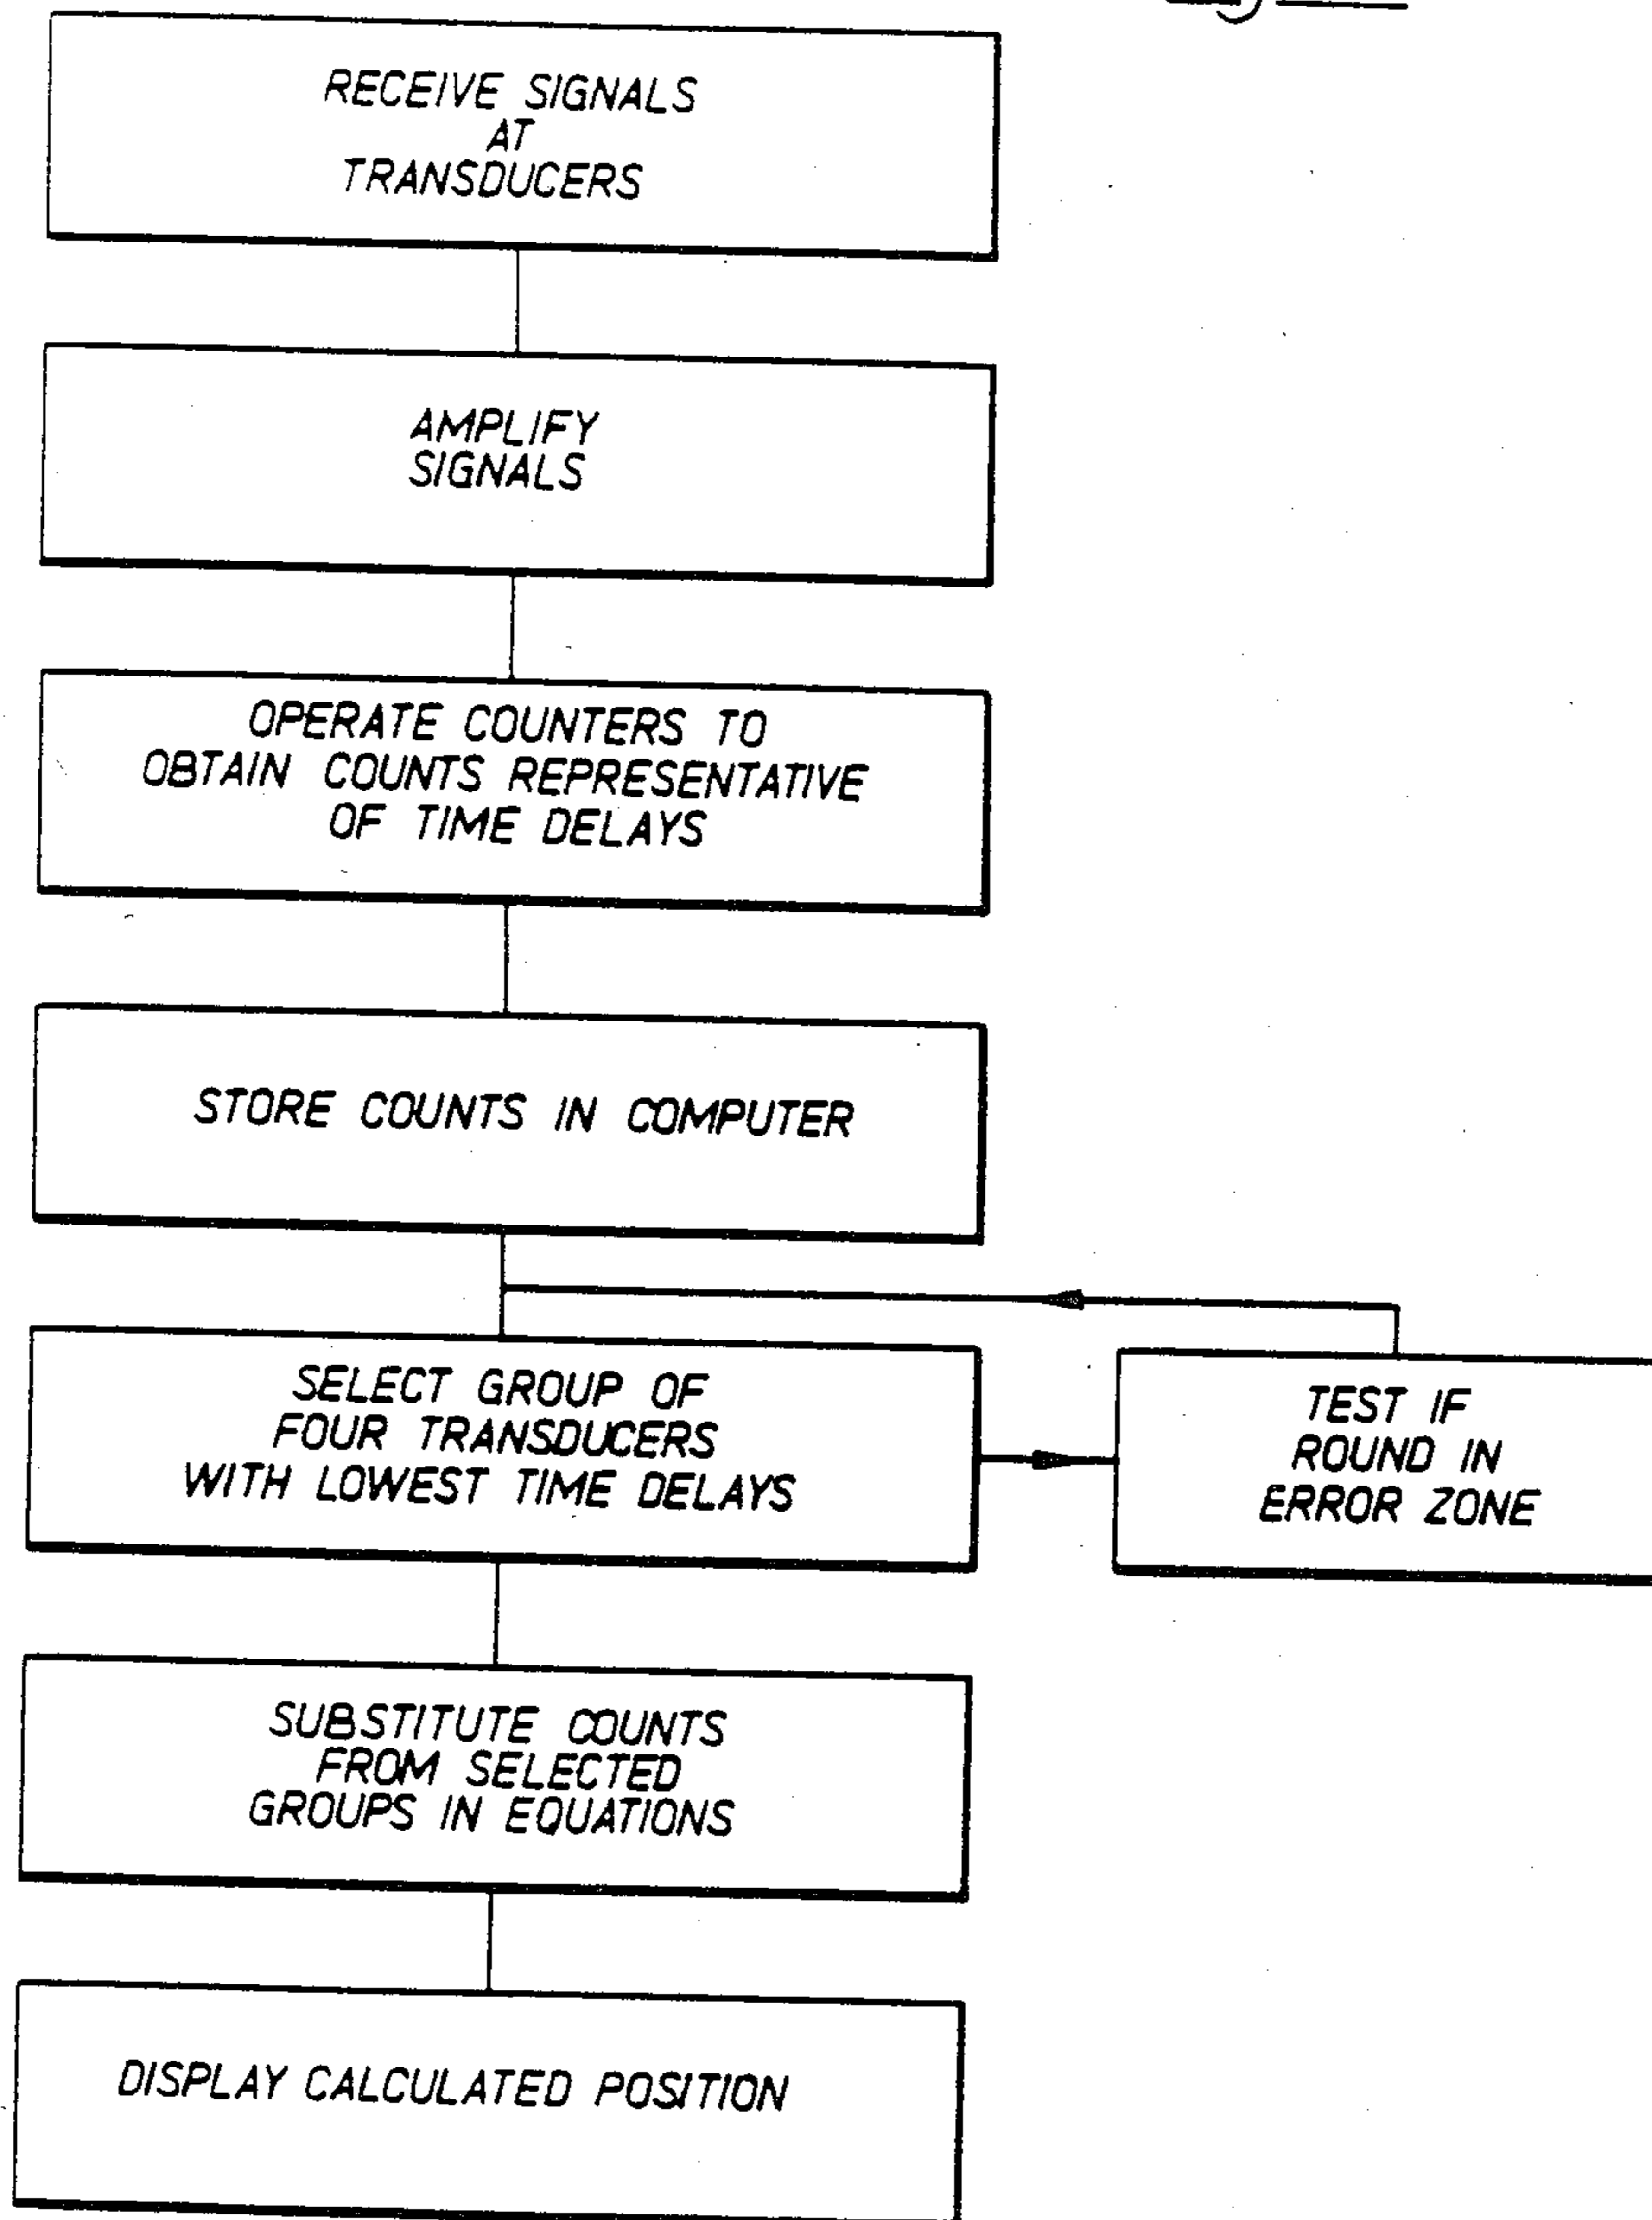 RECEIVE SIGNALS
AT
TRANSDUCERS
AMPLIFY
SIGNALS
OPERATE COUNTERS TO
OBTAIN COUNTS REPRESENTATIVE
OF TIME DELAYS
STORE COUNTS IN COMPUTER
SELECT GROUP OF
FOUR TRANSDUCERS
WITH LOWEST TIME DELAYS
TEST IF
ROUND IN
ERROR ZONE
SUBSTITUTE COUNTS
FROM SELECTED
GROUPS IN EQUATIONS
DISPLAY CALCULATED POSITION